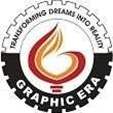 TRANSFORMING DREAMS INTO REALITY
GRAPHIC ERA